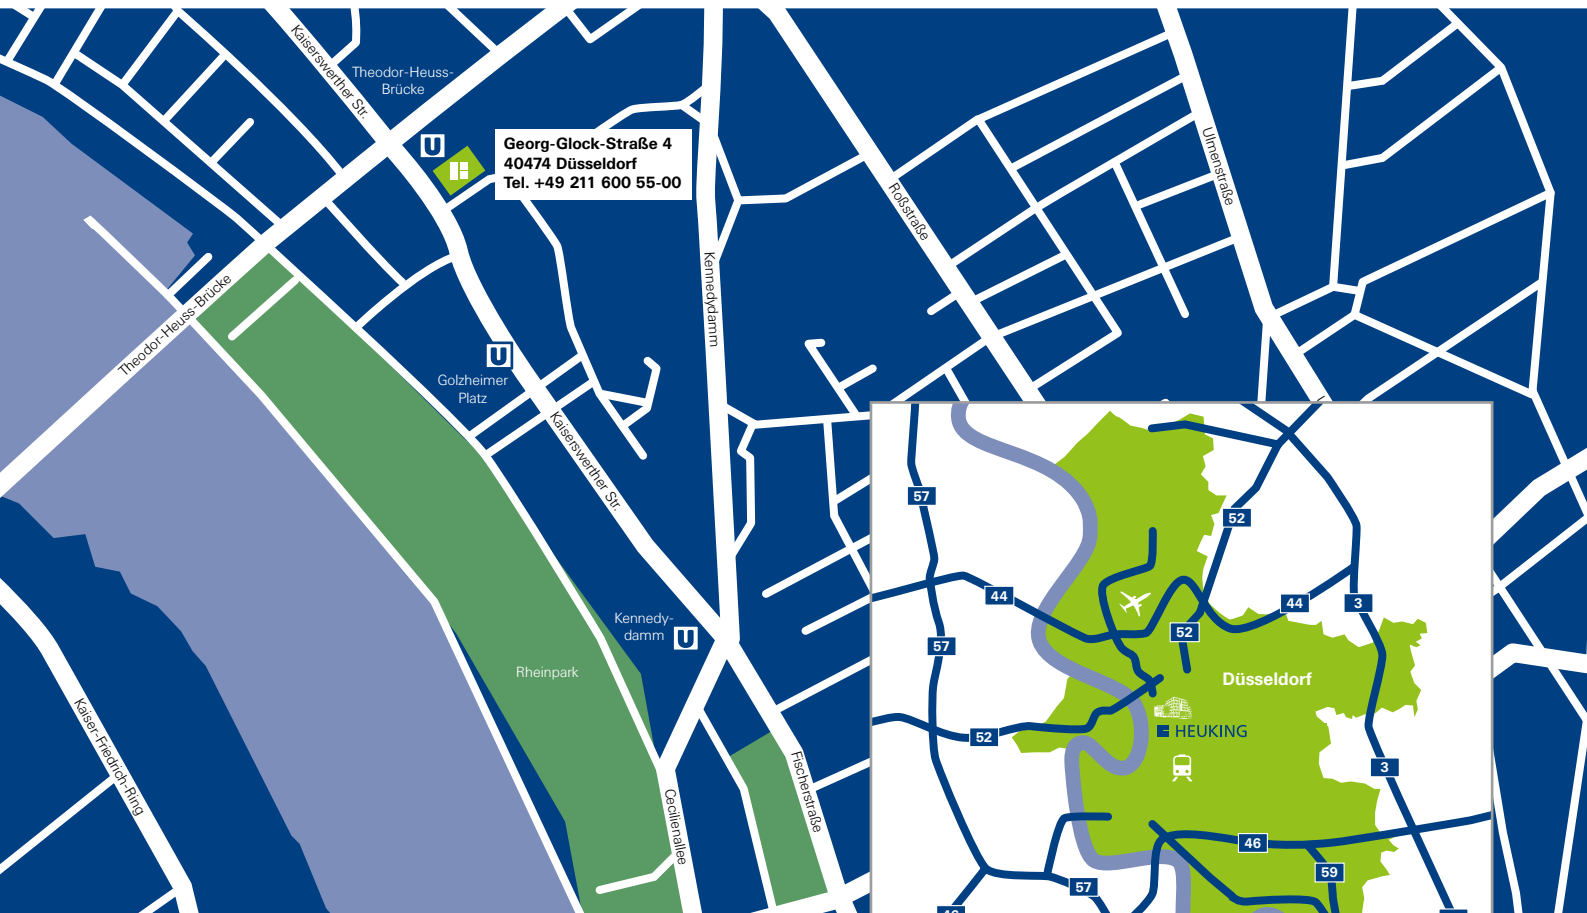 Kaiserswerther Str.
Theodor-Heuss-
Brücke
U
Georg-Glock-Straße 4
40474 Düsseldorf
Tel. +49 211 600 55-00
Ulmenstraße
Roßstraße
Kennedydamm
Theodor-Heuss-Brücke
U
Golzheimer
Platz
Kaiserswerther Str.
Kennedy-
damm
U
Rheinpark
Kaiser-Friedrich-Ring
Cecilienallee
Fischerstraße
57
52
44
44
3
52
57
Düsseldorf
52
HEUKING
3
46
59
57